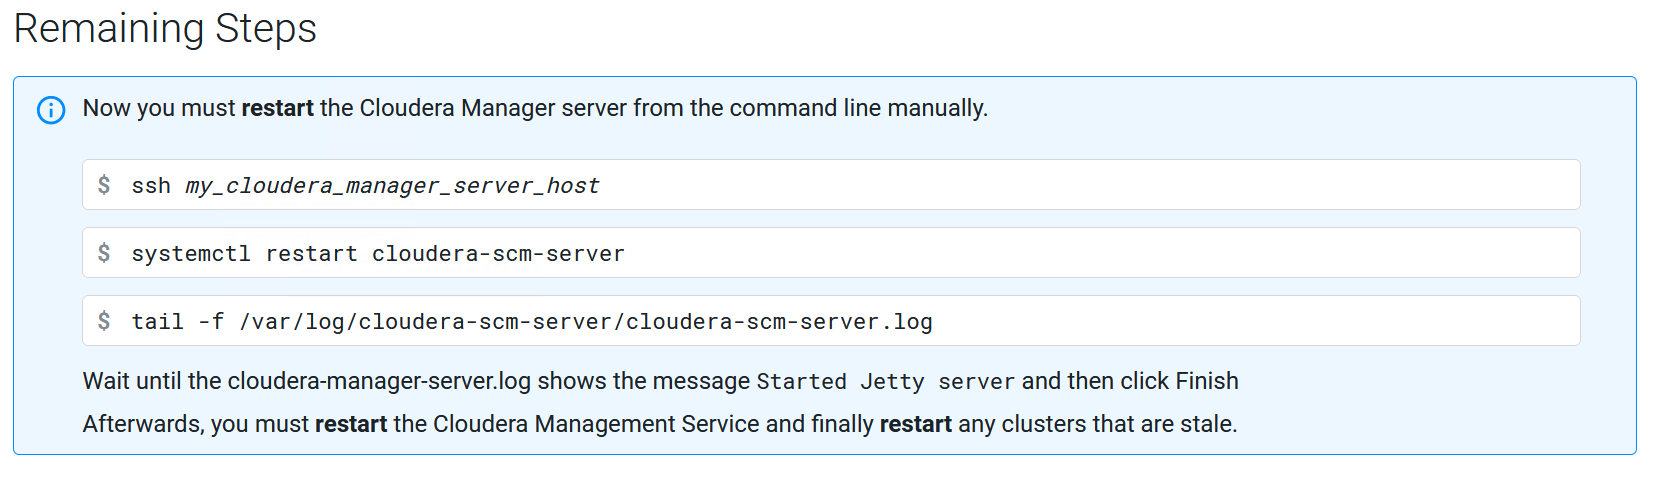 Remaining Steps
Now you must restart the Cloudera Manager server from the command line manually.
$ ssh my_cloudera_manager_server_host
$ systemctl restart cloudera-scm-server
$ tail -f /var/log/cloudera-scm-server/cloudera-scm-server.log
Wait until the cloudera-manager-server.log shows the message Started Jetty server and then click Finish
Afterwards, you must restart the Cloudera Management Service and finally restart any clusters that are stale.